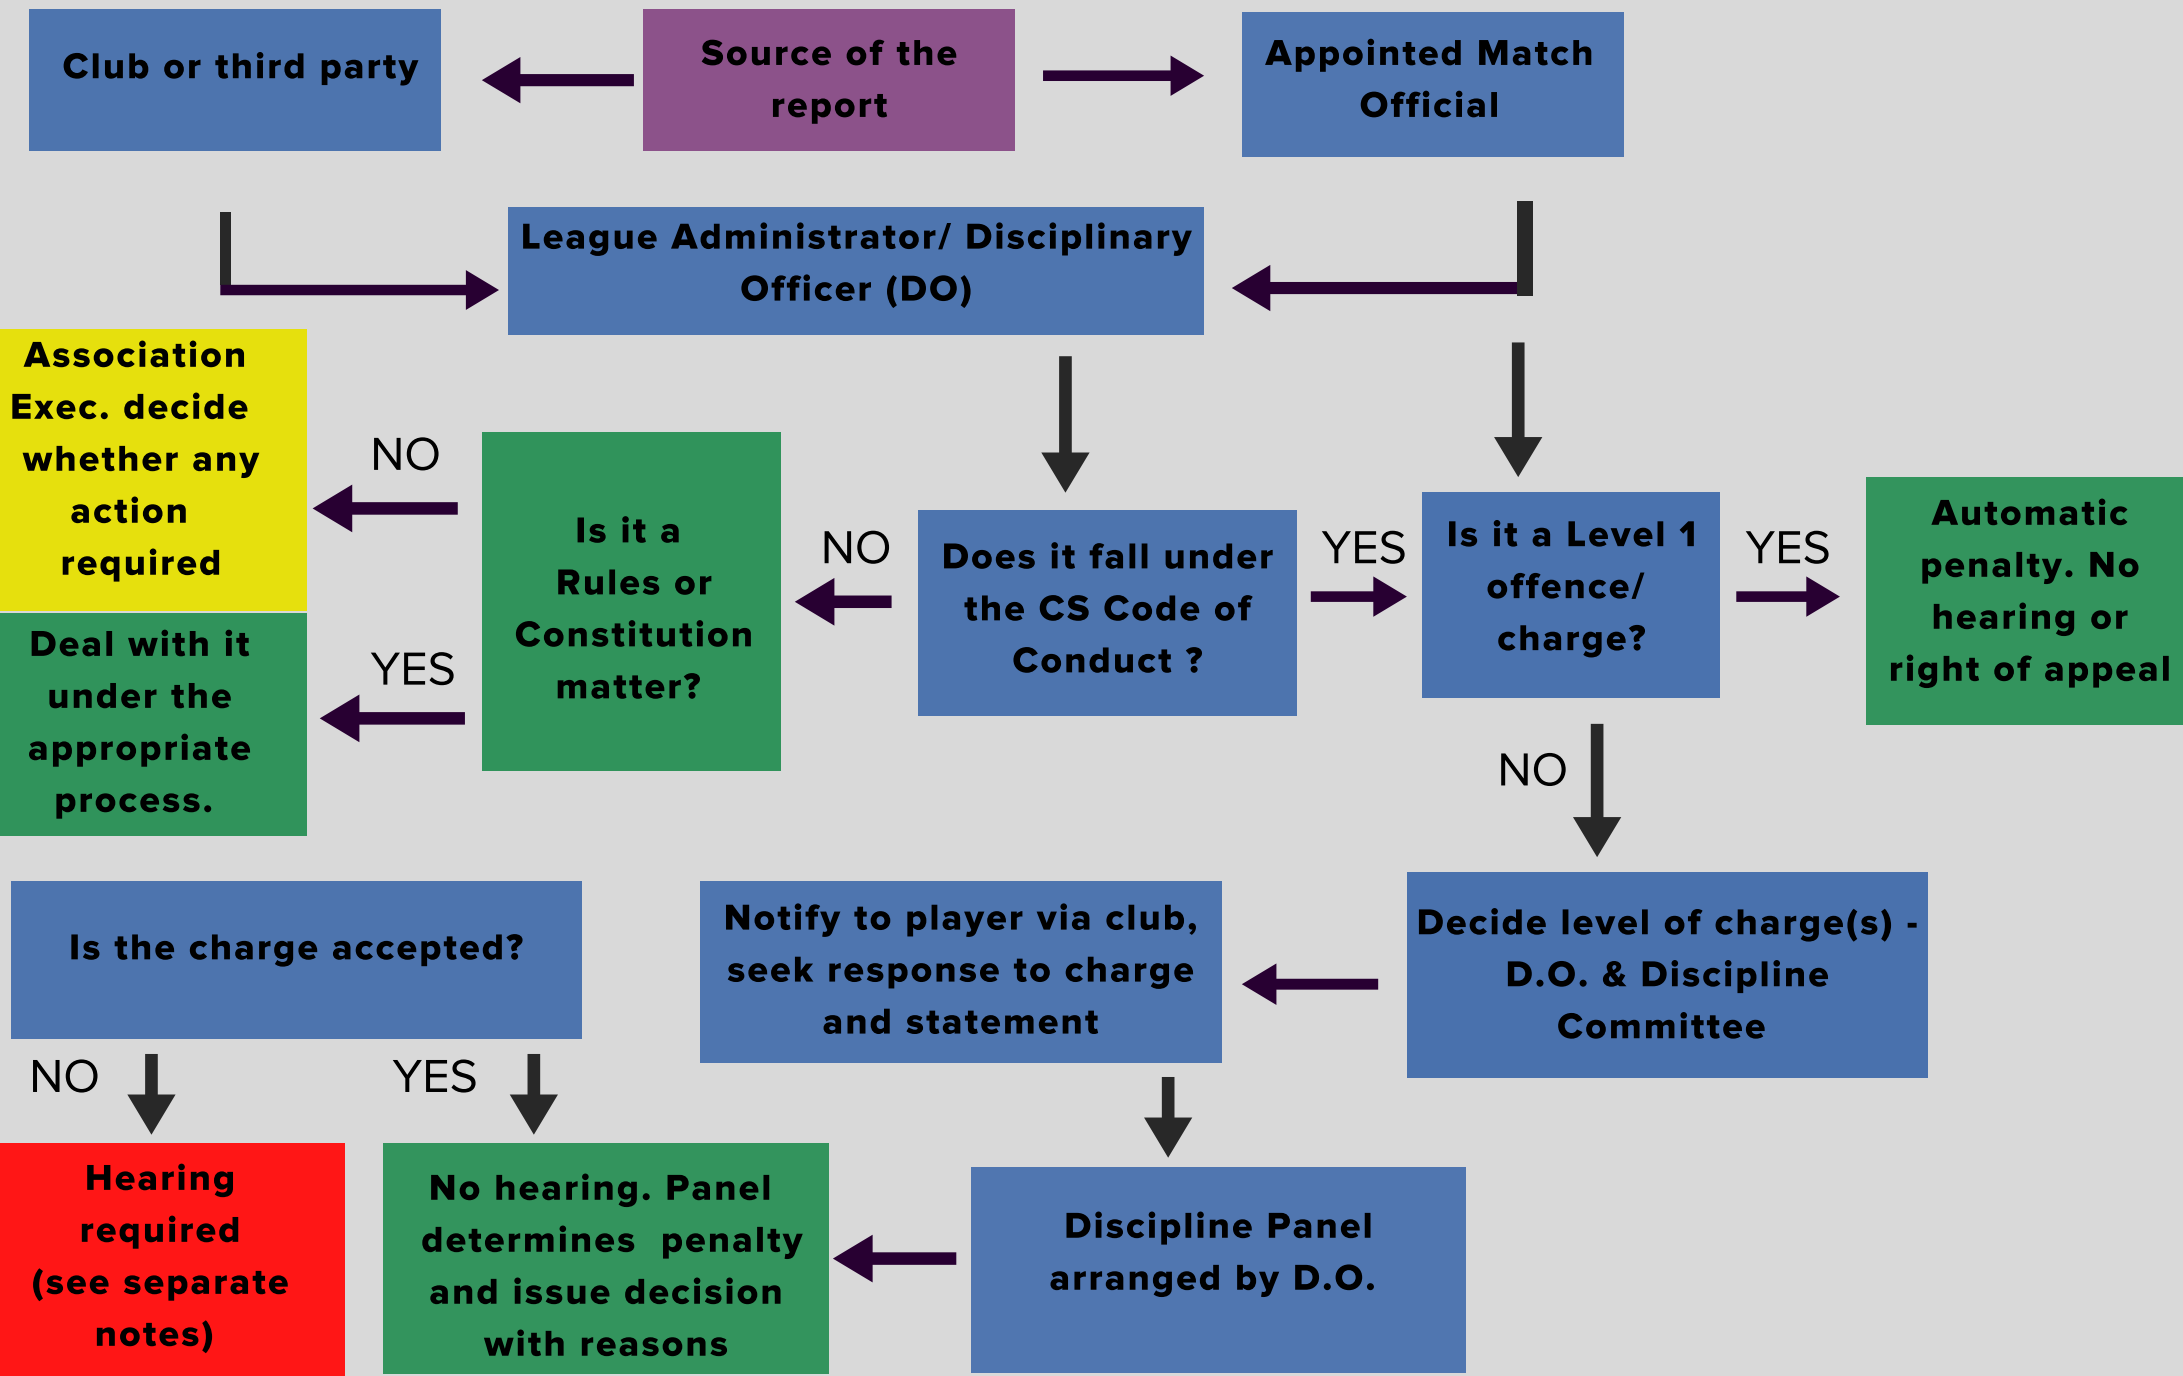 Club or third party
Source of the
report
Appointed Match
Official
League Administrator/ Disciplinary
Officer (DO)
Association
Exec. decide
whether any
action
required
NO
Is it a
Rules or
Constitution
matter?
YES
Deal with it
under the
appropriate
process.
NO
Does it fall under
the CS Code of
Conduct ?
YES
Is it a Level 1
offence/
charge?
YES
Automatic
penalty. No
hearing or
right of appeal
NO
Is the charge accepted?
Notify to player via club,
seek response to charge
and statement
Decide level of charge(s) -
D.O. & Discipline
Committee
NO
YES
Hearing
required
(see separate
notes)
No hearing. Panel
determines penalty
and issue decision
with reasons
Discipline Panel
arranged by D.O.